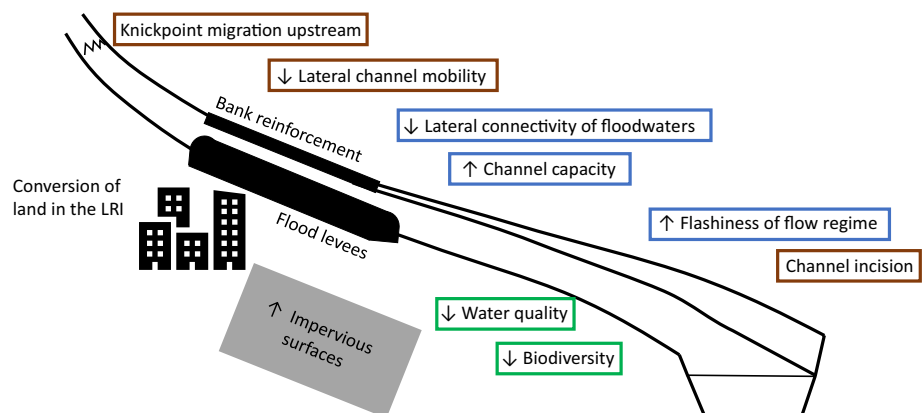 Knickpoint migration upstream
↓ Lateral channel mobility
Bank reinforcement
↓ Lateral connectivity of floodwaters
↑ Channel capacity
Conversion of
land in the LRI
Flood levees
↑ Flashiness of flow regime
Channel incision
↑ Impervious
surfaces
↓ Water quality
↓ Biodiversity